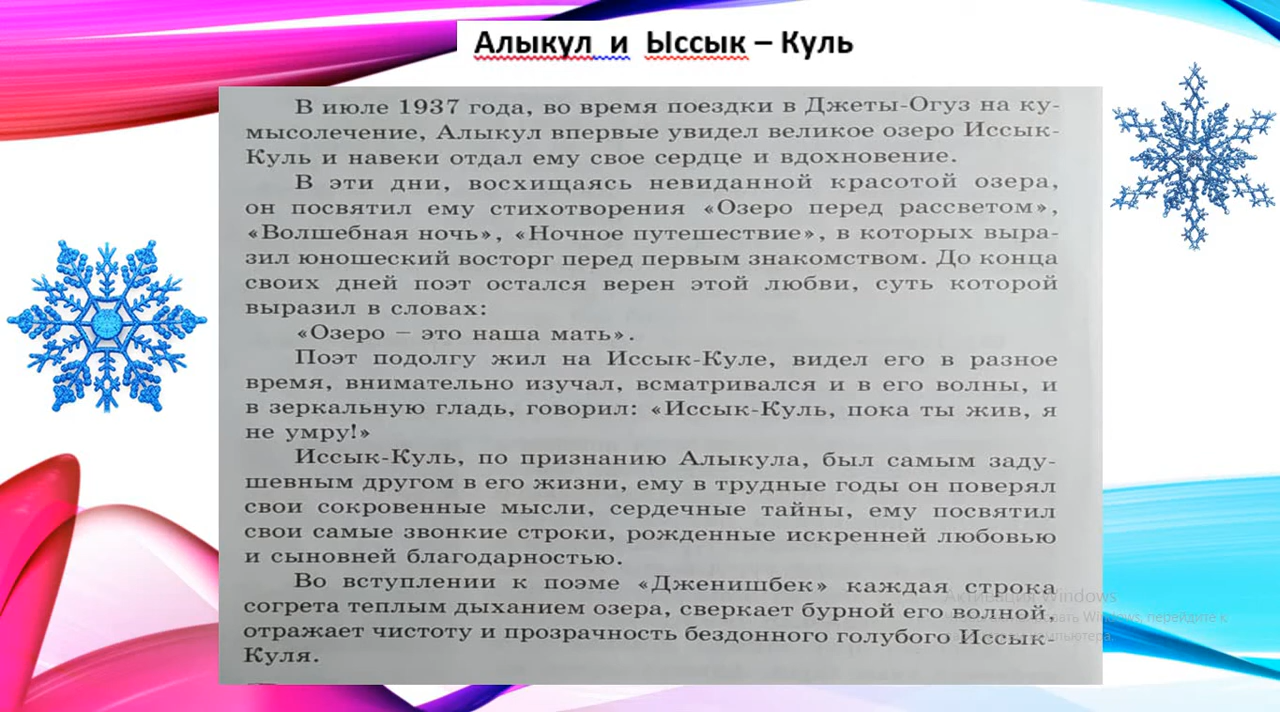 Алыкул и Ыссык – Куль
В июле 1937 года, во время поездки в Джеты-Огуз на ку-
мысолечение, Алыкул впервые увидел великое озеро Иссык-
Куль и навеки отдал ему свое сердце и вдохновение.
В эти дни, восхищаясь невиданной красотой озера,
он посвятил ему стихотворения «Озеро перед рассветом»,
«Волшебная ночь», «Ночное путешествие», в которых выра-
зил юношеский восторг перед первым знакомством. До конца
своих дней поэт остался верен этой любви, суть которой
выразил в словах:
«Озеро – это наша мать».
Поэт подолгу жил на Иссык-Куле, видел его в разное
время, внимательно изучал, всматривался и в его волны, и
в зеркальную гладь, говорил: «Иссык-Куль, пока ты жив, я
не умру!»
Иссык-Куль, по признанию Алыкула, был самым заду-
шевным другом в его жизни, ему в трудные годы он поверял
свои сокровенные мысли, сердечные тайны, ему посвятил
свои самые звонкие строки, рожденные искренней любовью
и сыновней благодарностью.
Во вступлении к поэме «Дженишбек» каждая строка
согрета теплым дыханием озера, сверкает бурной его волной,
отражает чистоту и прозрачность бездонного голубого Иссык-
Куля.
Активация Windows
Windows, перейдите к
компьютера.